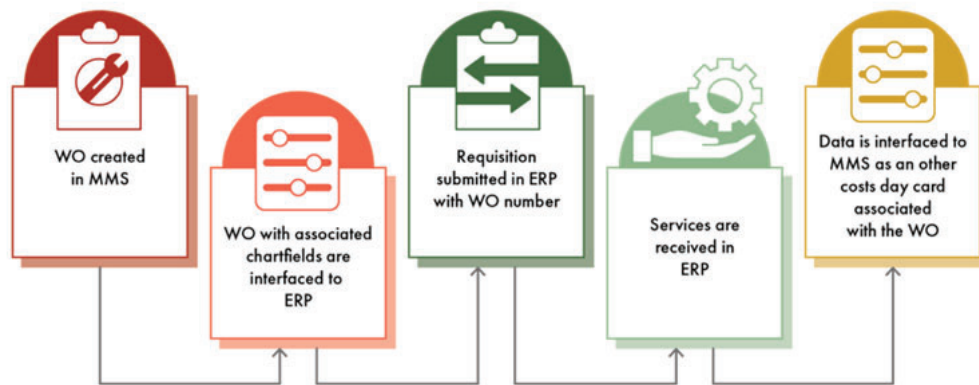 WO created
in MMS
WO with associated
chartfields are
interfaced to
ERP
Requisition
submitted in ERP
with WO number
Services are
received in
ERP
Data is interfaced to
MMS as an other
costs day card
associated
with the WO